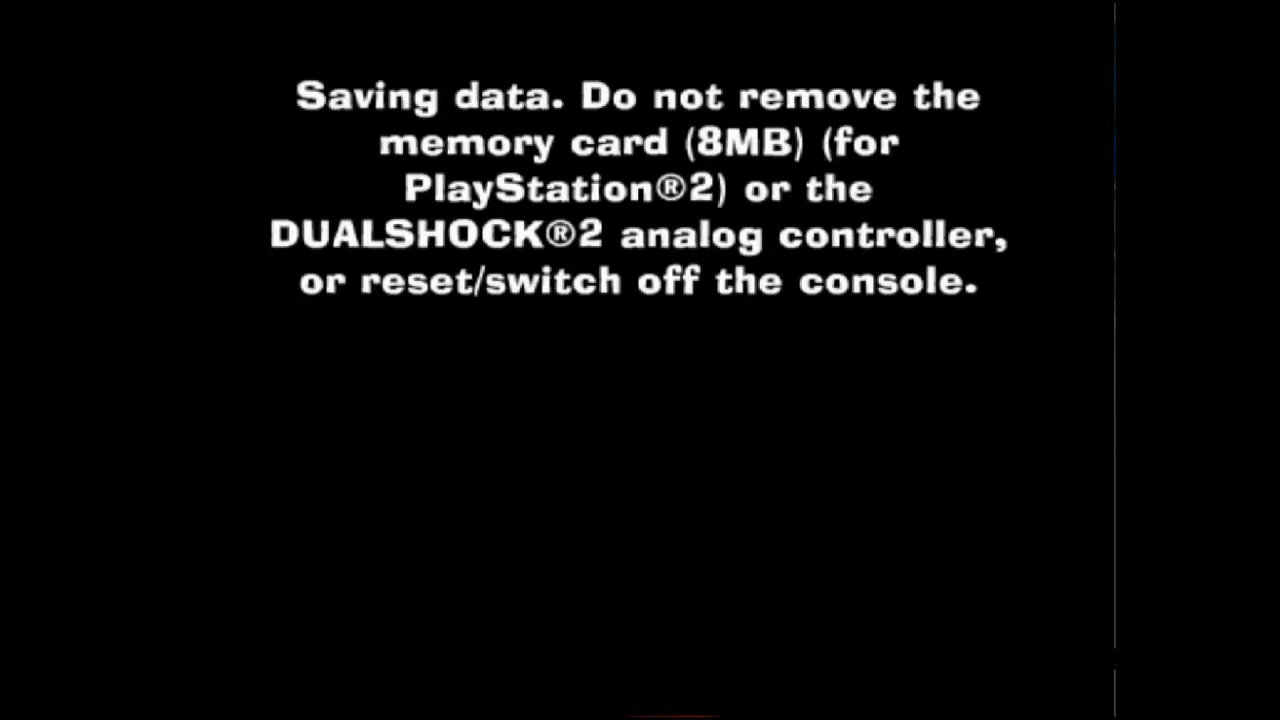 Saving data. Do not remove the
memory card (8MB) (for
PlayStation®2) or the
DUALSHOCK®2 analog controller,
or reset/switch off the console.